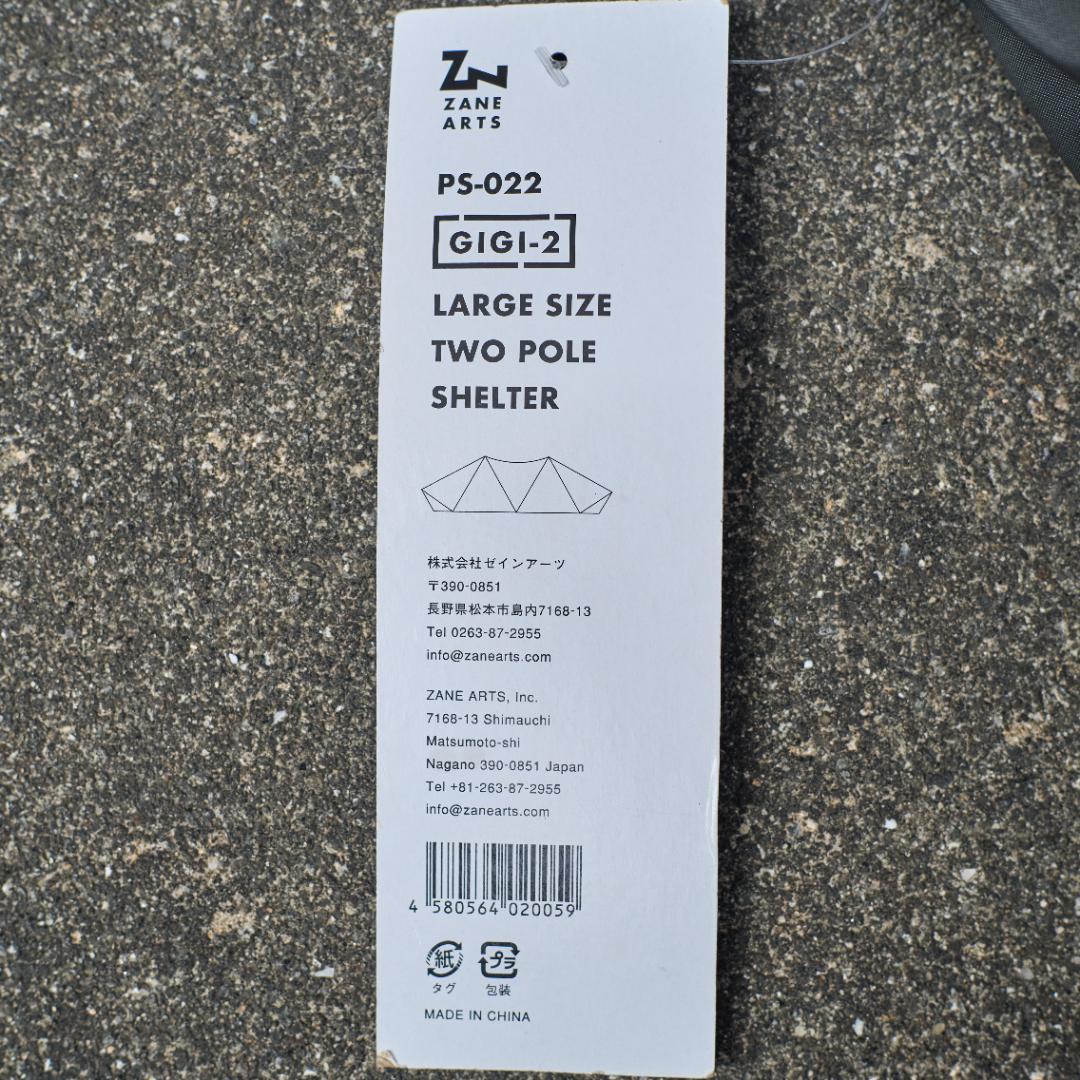 ZN
ZANE
ARTS
PS-022
GIGI-2
LARGE SIZE
TWO POLE
SHELTER
株式会社ゼインアーツ
〒390-0851
長野県松本市島内7168-13
Tel 0263-87-2955
info@zanearts.com
ZANE ARTS, Inc.
7168-13 Shimauchi
Matsumoto-shi
Nagano 390-0851 Japan
Tel +81-263-87-2955
info@zanearts.com
4 580564 020059
紙 プラ
タグ 包装
MADE IN CHINA